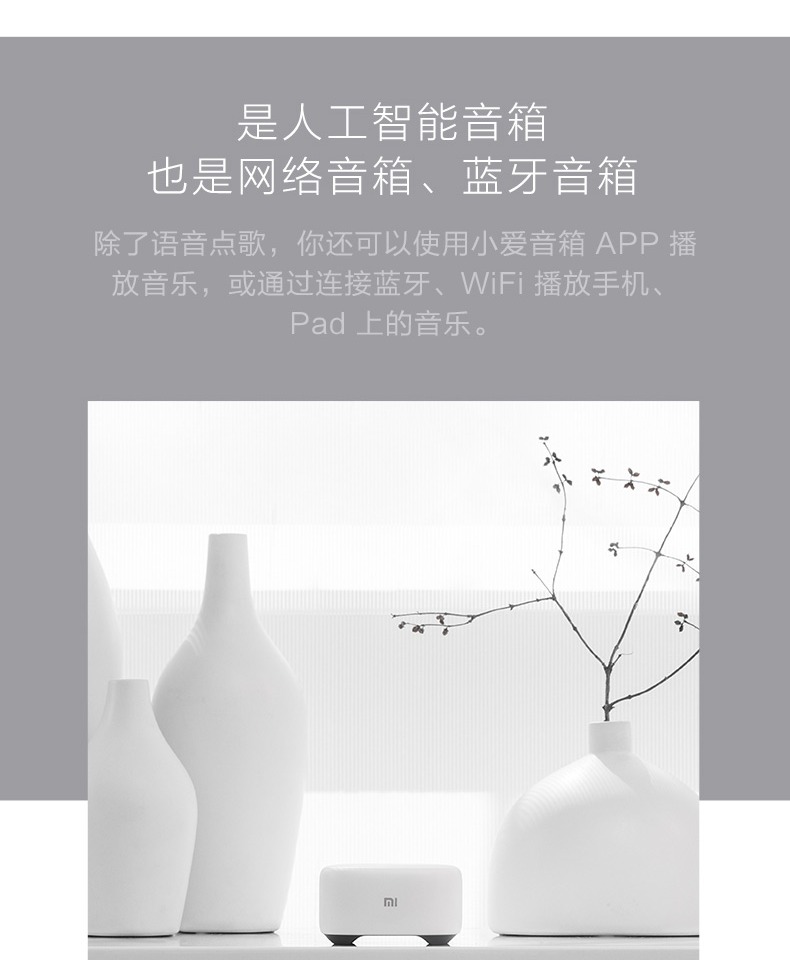 是人工智能音箱
也是网络音箱、蓝牙音箱
除了语音点歌，你还可以使用小爱音箱 APP 播
放音乐，或通过连接蓝牙、WiFi 播放手机、
Pad 上的音乐。
MI